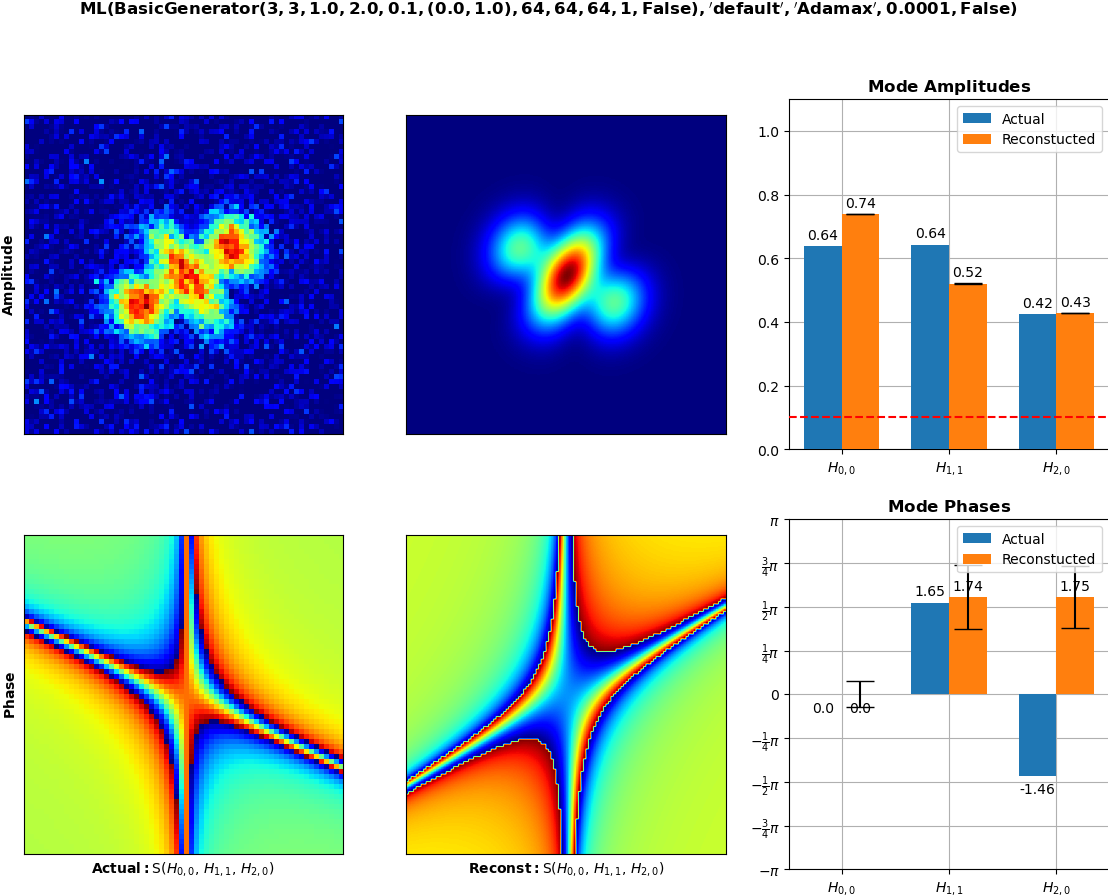 ML(BasicGenerator(3, 3, 1.0, 2.0, 0.1, (0.0, 1.0), 64, 64, 64, 1, False), ′default′, ′Adamax′, 0.0001, False)
Amplitude
Mode Amplitudes
Actual
Reconstucted
1.0
0.8
0.6
0.4
0.2
0.0
0.64
0.74
0.64
0.52
0.42
0.43
H0,0
H1,1
H2,0
Phase
Actual: S(H0,0, H1,1, H2,0)
Reconst: S(H0,0, H1,1, H2,0)
Mode Phases
Actual
Reconstucted
π
3/4π
1/2π
1/4π
0
−1/4π
−1/2π
−3/4π
−π
0.0
0.0
1.65
1.74
-1.46
1.75
H0,0
H1,1
H2,0